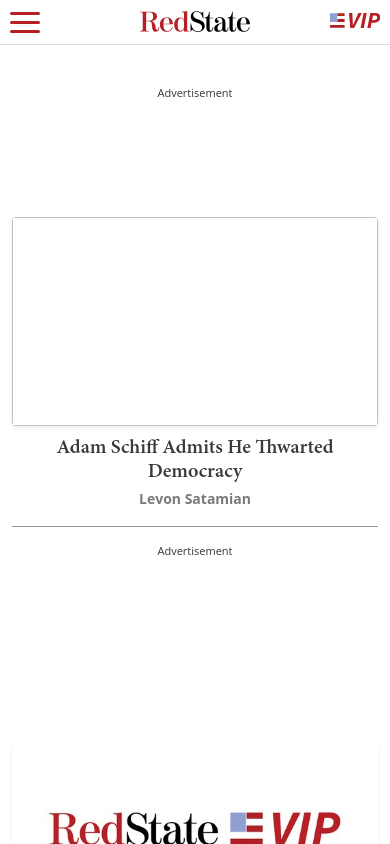 RedState VIP
Advertisement
Adam Schiff Admits He Thwarted
Democracy
Levon Satamian
Advertisement
RedState VIP